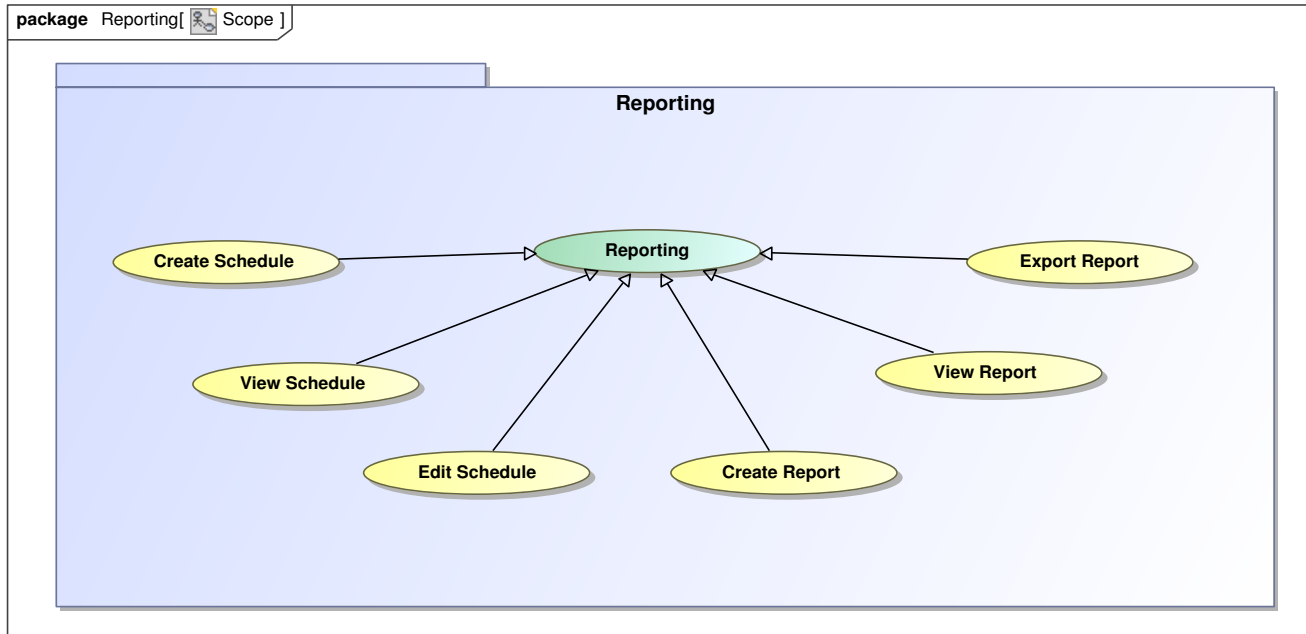 package Reporting[ Scope ]
Reporting
Reporting
Create Schedule
Export Report
View Schedule
View Report
Edit Schedule
Create Report